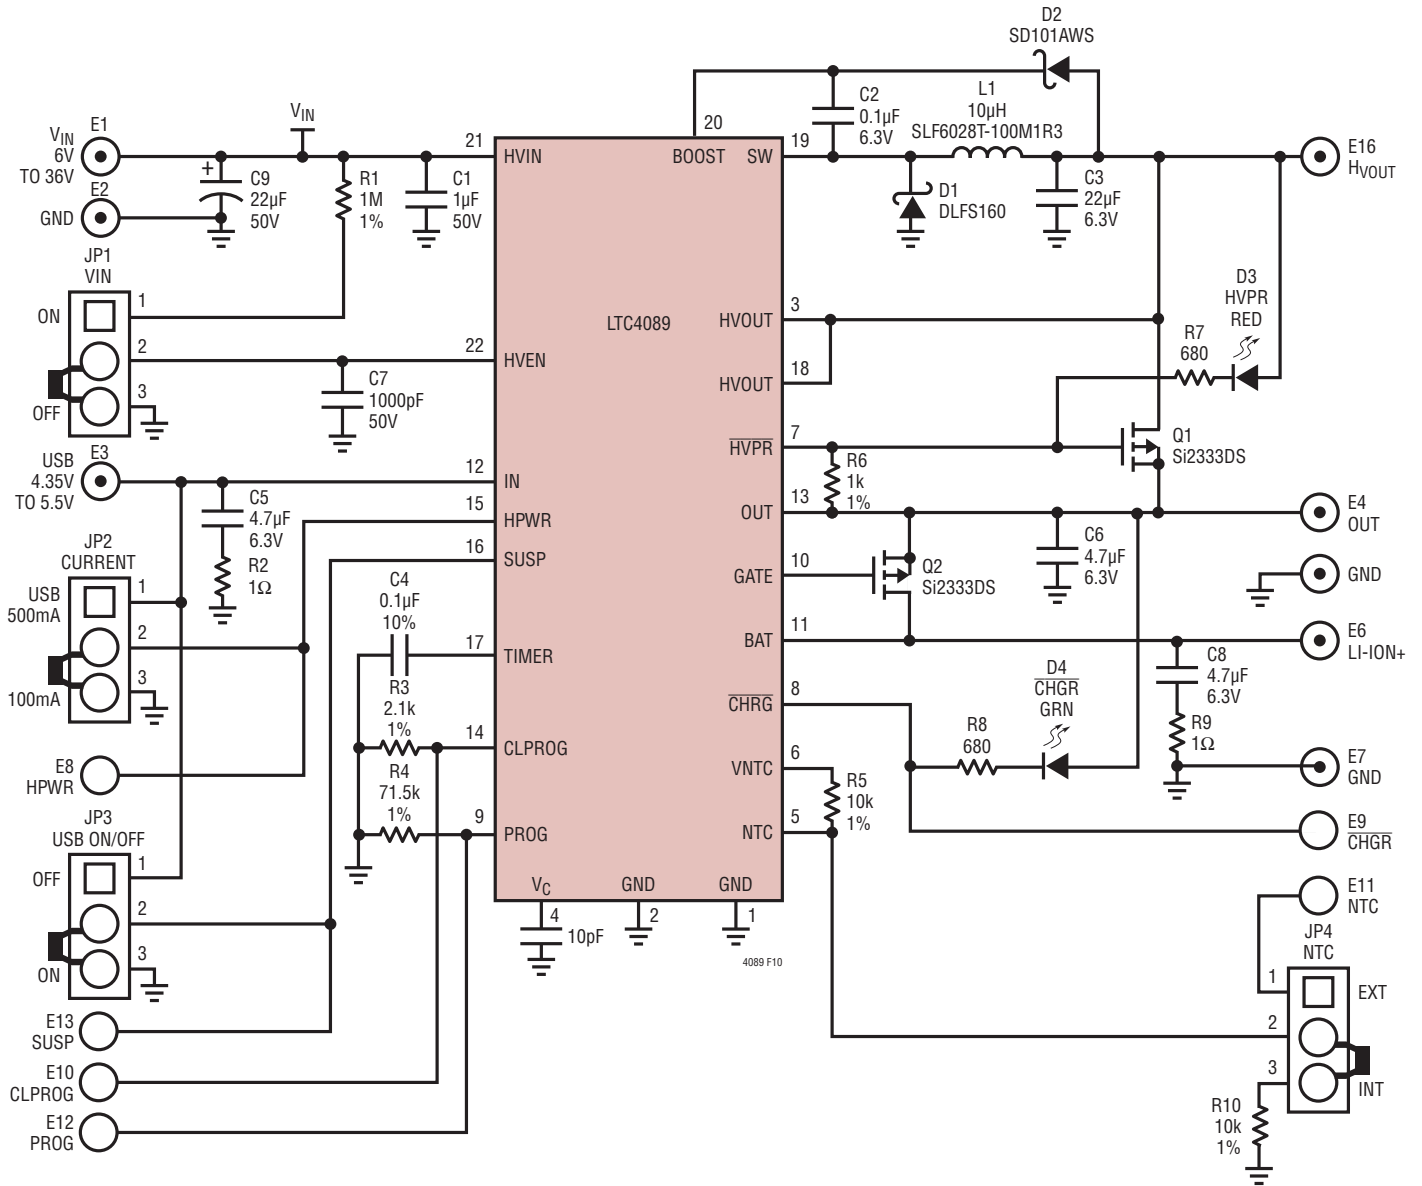 D2
SD101AWS
C2
0.1µF
6.3V
L1
10µH
SLF6028T-100M1R3
20
E1
VIN
6V
TO 36V
VIN
21
HVIN
BOOST
SW
19
E16
HVOUT
E2
GND
+
C9
22µF
50V
R1
1M
1%
C1
1µF
50V
D1
DLFS160
C3
22µF
6.3V
JP1
VIN
ON
1
2
3
OFF
22
HVEN
C7
1000pF
50V
LTC4089
HVOUT
3
HVOUT
18
D3
HVPR
RED
R7
680
HVPR
7
Q1
Si2333DS
R6
1k
1%
E3
USB
4.35V
TO 5.5V
12
IN
15
HPWR
16
SUSP
C5
4.7µF
6.3V
R2
1Ω
OUT
13
E4
OUT
C6
4.7µF
6.3V
GND
GATE
10
Q2
Si2333DS
JP2
CURRENT
USB
500mA
1
2
3
100mA
C4
0.1µF
10%
17
TIMER
BAT
11
E6
LI-ION+
C8
4.7µF
6.3V
R9
1Ω
R3
2.1k
1%
14
CLPROG
CHRG
8
D4
CHGR
GRN
R8
680
R4
71.5k
1%
9
PROG
VNTC
6
R5
10k
1%
NTC
5
E7
GND
E9
CHGR
E8
HPWR
JP3
USB ON/OFF
OFF
1
2
3
ON
VC
4
10pF
GND
2
GND
1
4089 F10
E11
NTC
JP4
NTC
1
EXT
2
3
INT
R10
10k
1%
E13
SUSP
E10
CLPROG
E12
PROG